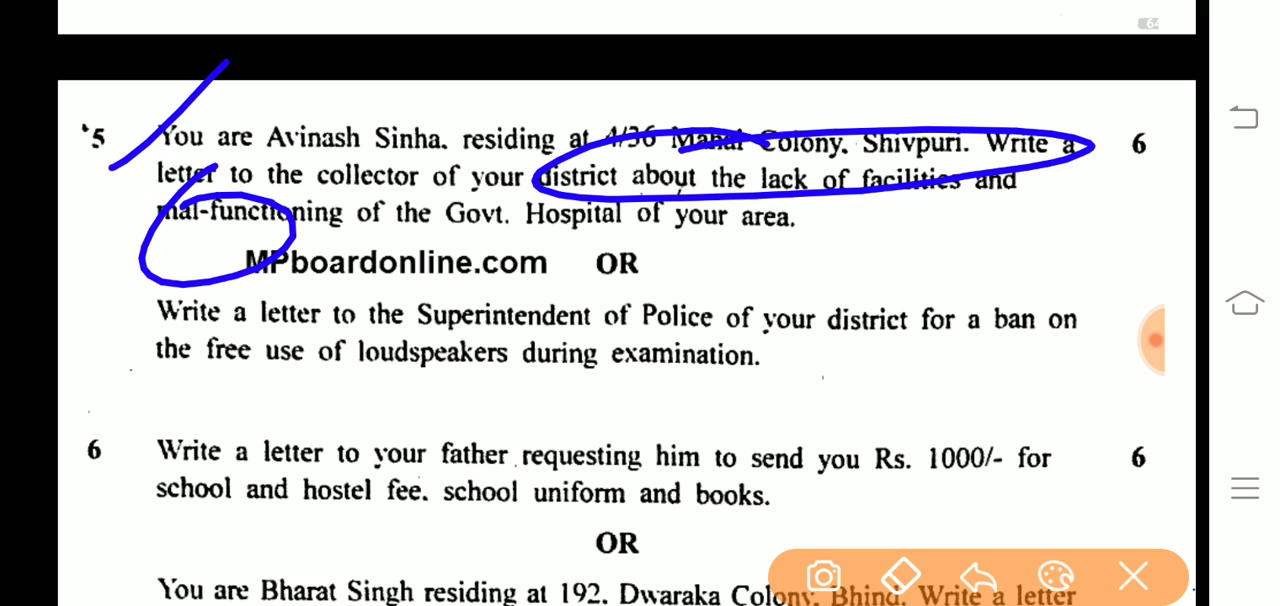 64
5 You are Avinash Sinha. residing at 4/36 Mahal Colony. Shivpuri. Write a 6
letter to the collector of your district about the lack of facilities and
mal-functioning of the Govt. Hospital of your area.
MPboardonline.com OR
Write a letter to the Superintendent of Police of your district for a ban on
the free use of loudspeakers during examination.
6 Write a letter to your father requesting him to send you Rs. 1000/- for 6
school and hostel fee. school uniform and books.
OR
You are Bharat Singh residing at 192. Dwaraka Colony. Bhind. Write a letter